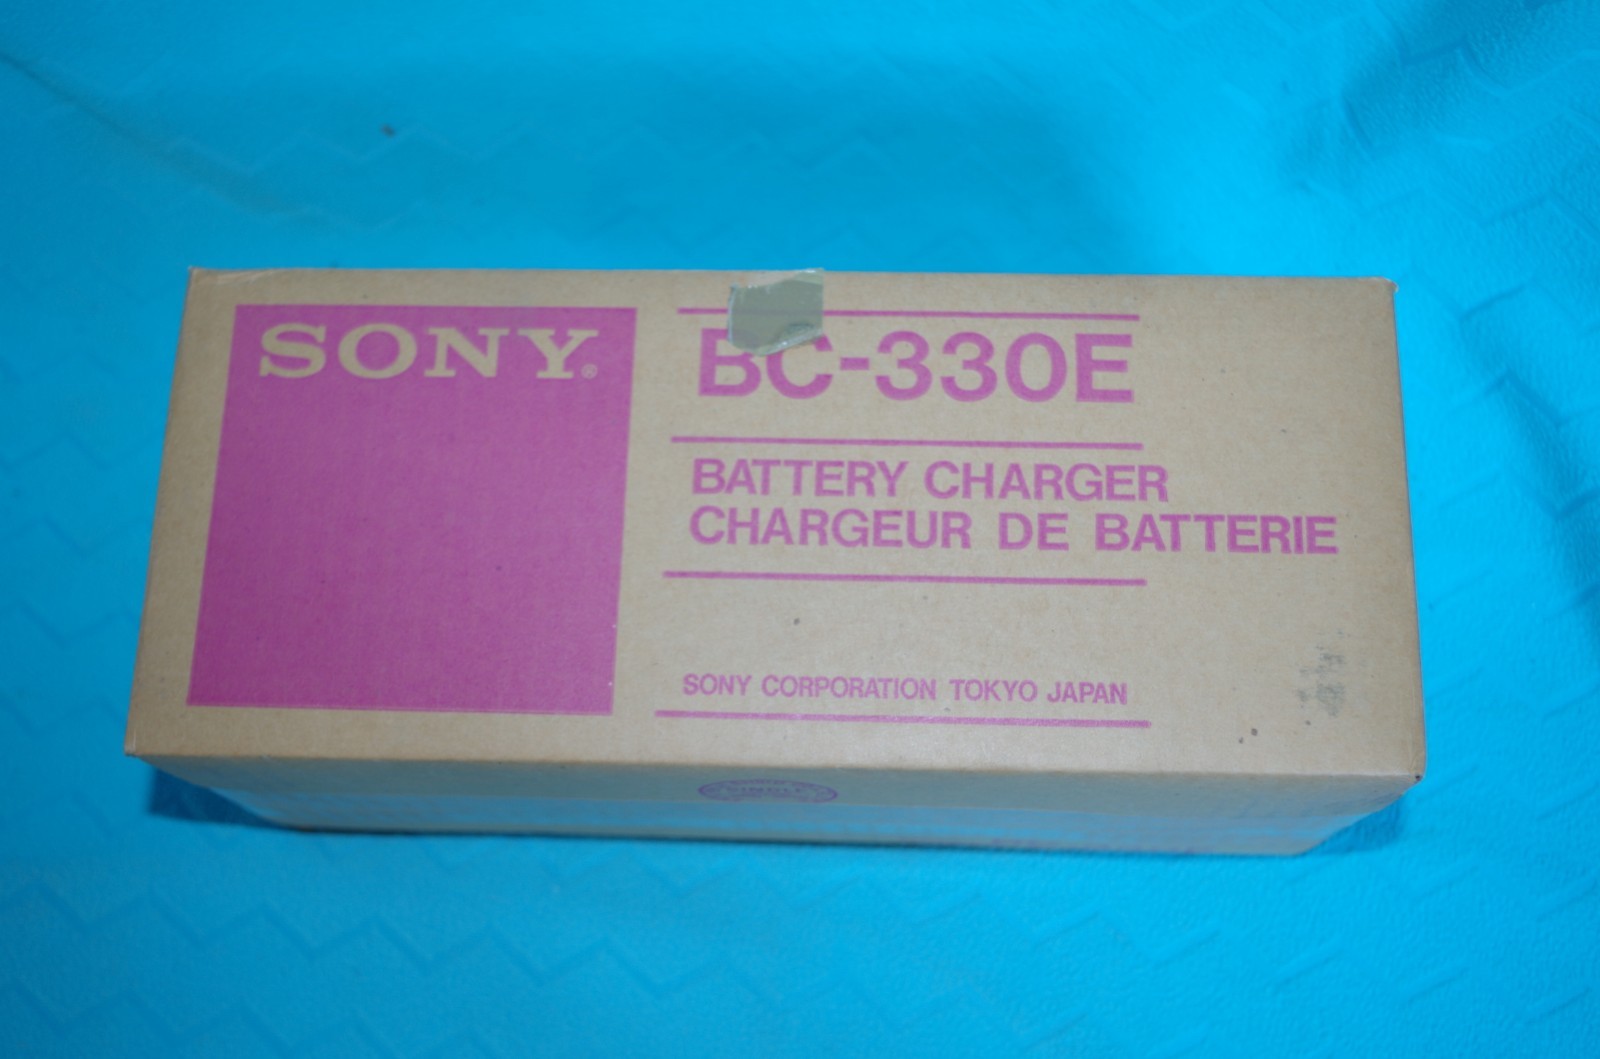 SONY®
BC-330E
BATTERY CHARGER
CHARGEUR DE BATTERIE
SONY CORPORATION TOKYO JAPAN